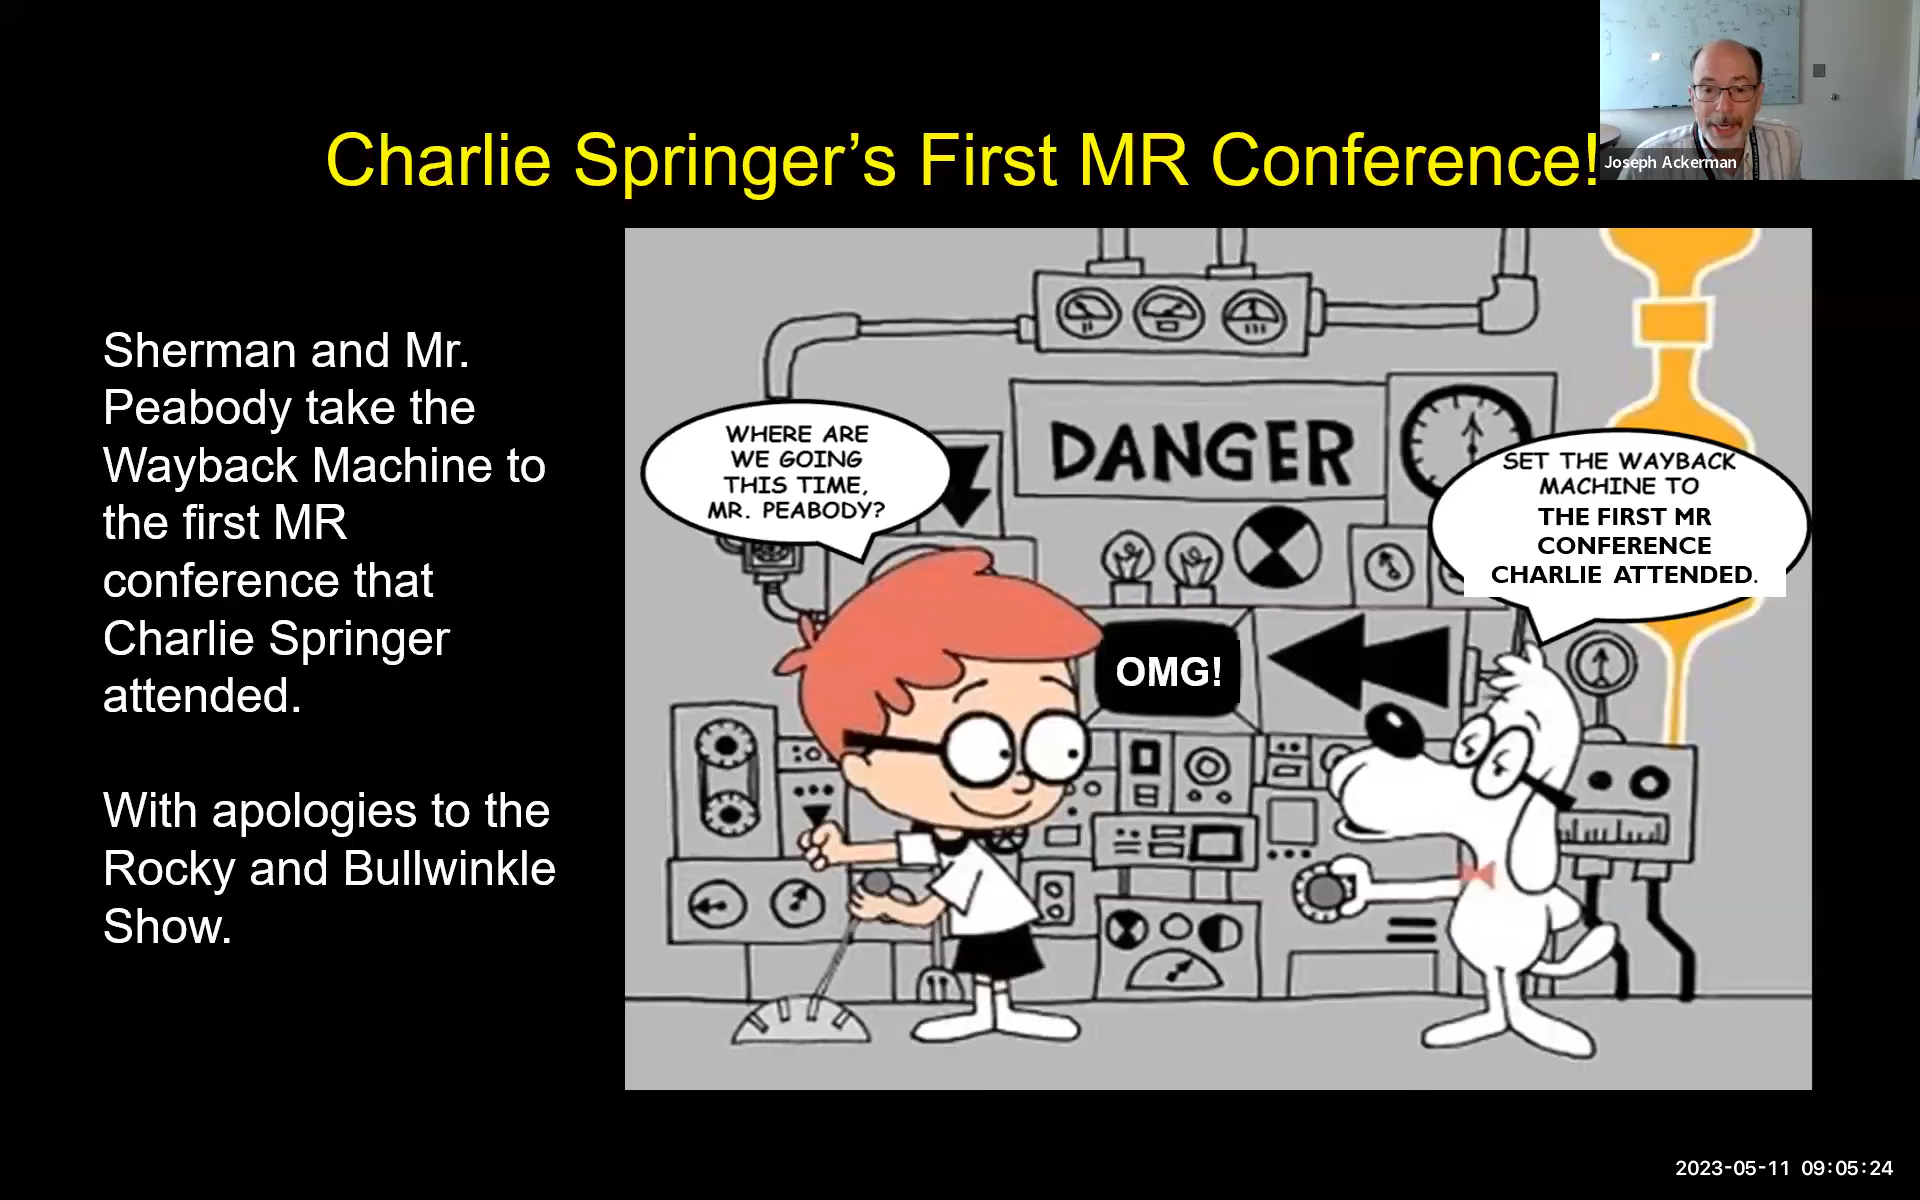 Charlie Springer’s First MR Conference!
Joseph Ackerman
Sherman and Mr.
Peabody take the
Wayback Machine to
the first MR
conference that
Charlie Springer
attended.
With apologies to the
Rocky and Bullwinkle
Show.
WHERE ARE
WE GOING
THIS TIME,
MR. PEABODY?
DANGER
SET THE WAYBACK
MACHINE TO
THE FIRST MR
CONFERENCE
CHARLIE ATTENDED.
OMG!
2023-05-11 09:05:24